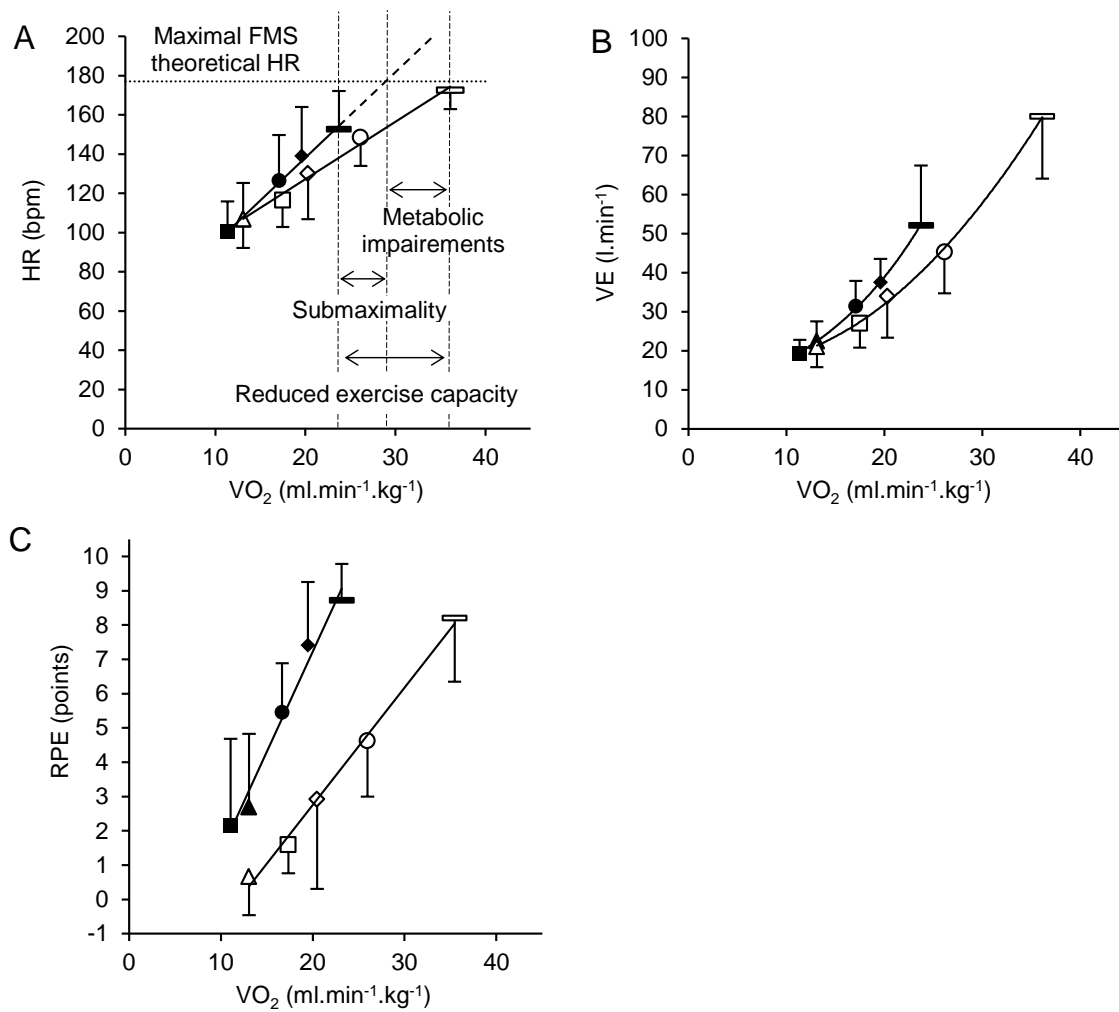 A
Maximal FMS
theoretical HR
Metabolic
impairements
Submaximality
Reduced exercise capacity
HR (bpm)
200
180
160
140
120
100
80
60
40
20
0
0 10 20 30 40
VO₂ (ml.min⁻¹.kg⁻¹)
B
VE (l.min⁻¹)
100
90
80
70
60
50
40
30
20
10
0
0 10 20 30 40
VO₂ (ml.min⁻¹.kg⁻¹)
C
RPE (points)
10
9
8
7
6
5
4
3
2
1
0
-1
0 10 20 30 40
VO₂ (ml.min⁻¹.kg⁻¹)